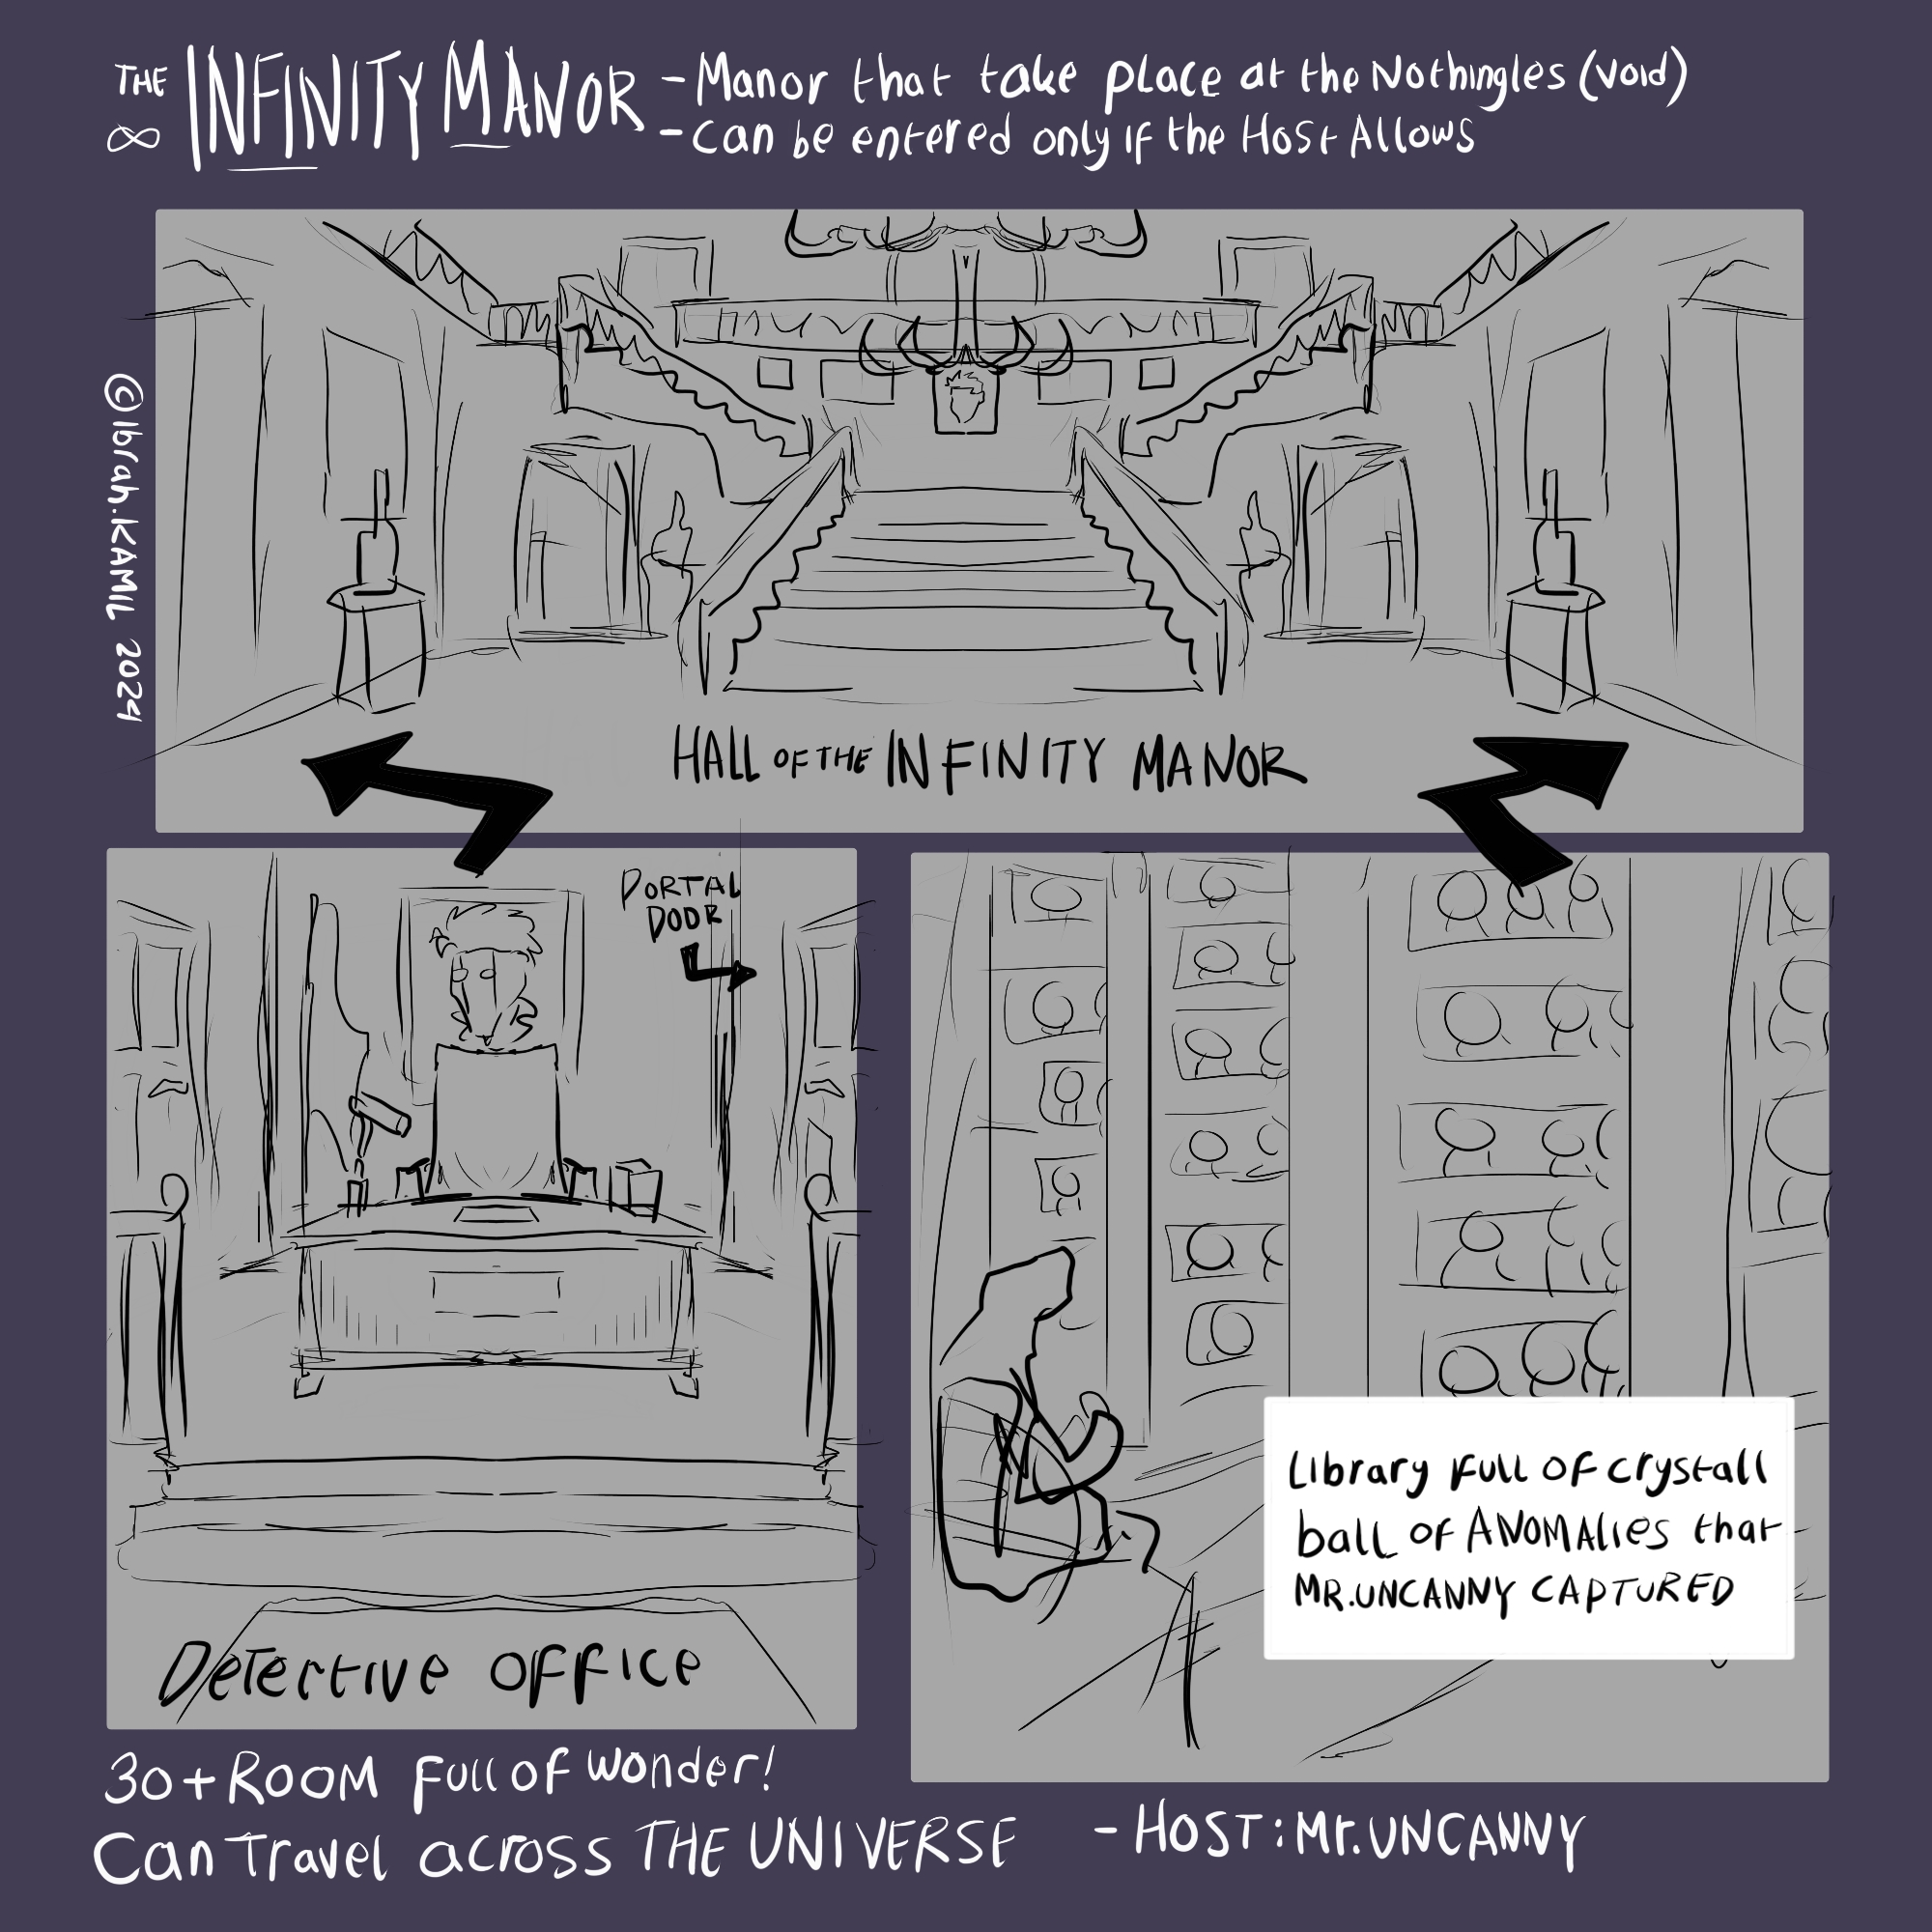 THE INFINITY MANOR - Manor that take place at the Nothingles (Void)
∞ - Can be entered only if the Host Allows
©Ibrah.KAMIL 2024
HALL OF THE INFINITY MANOR
PORTAL
DOOR
Detective office
Library full of crystall
ball of ANOMALIES that
MR.UNCANNY CAPTURED
30+ROOM full of wonder!
Can Travel across THE UNIVERSE
- HOST: Mr. UNCANNY